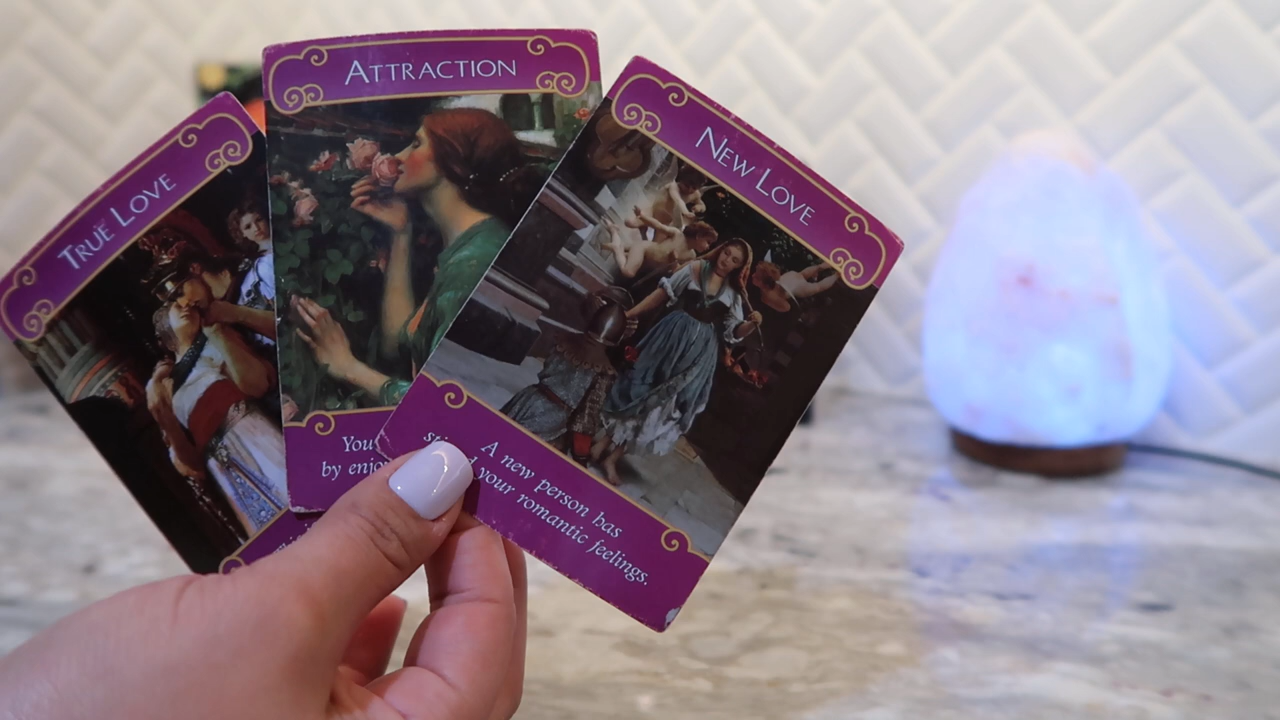 TRUE LOVE
ATTRACTION
You
by enjo
NEW LOVE
A new person has
your romantic feelings.